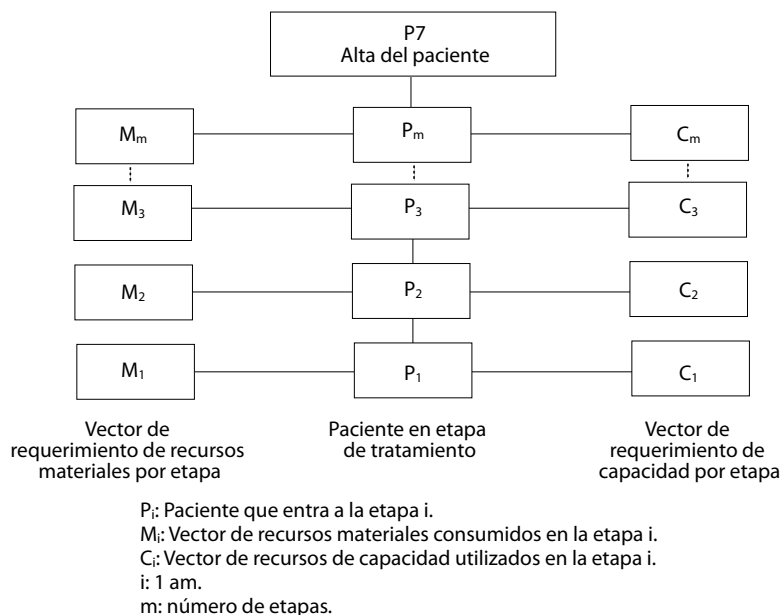 P7
Alta del paciente
Mₘ
Pₘ
Cₘ
M₃
P₃
C₃
M₂
P₂
C₂
M₁
P₁
C₁
Vector de
requerimiento de recursos
materiales por etapa
Paciente en etapa
de tratamiento
Vector de
requerimiento de
capacidad por etapa
Pᵢ: Paciente que entra a la etapa i.
Mᵢ: Vector de recursos materiales consumidos en la etapa i.
Cᵢ: Vector de recursos de capacidad utilizados en la etapa i.
i: 1 am.
m: número de etapas.